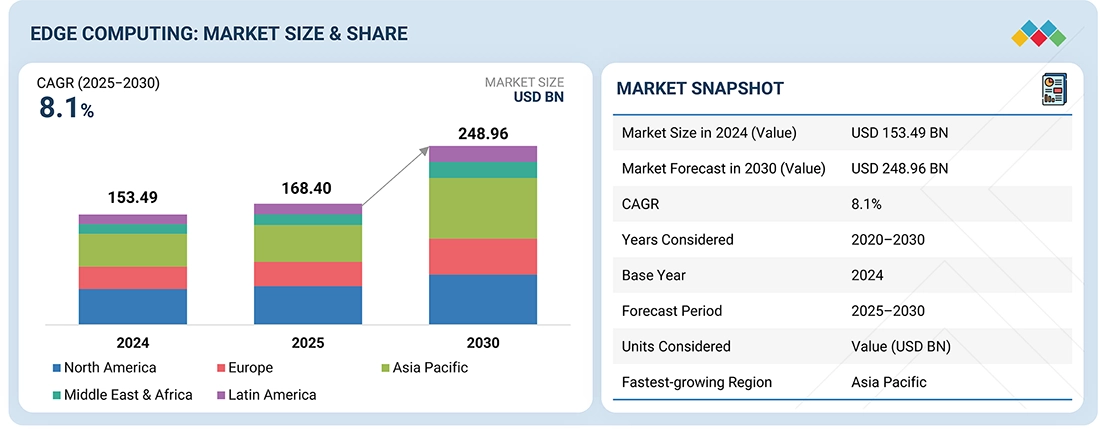 EDGE COMPUTING: MARKET SIZE & SHARE
CAGR (2025–2030)
8.1%
MARKET SIZE
USD BN
153.49
168.40
248.96
2024
2025
2030
North America
Europe
Asia Pacific
Middle East & Africa
Latin America
MARKET SNAPSHOT
Market Size in 2024 (Value) USD 153.49 BN
Market Forecast in 2030 (Value) USD 248.96 BN
CAGR 8.1%
Years Considered 2020–2030
Base Year 2024
Forecast Period 2025–2030
Units Considered Value (USD BN)
Fastest-growing Region Asia Pacific